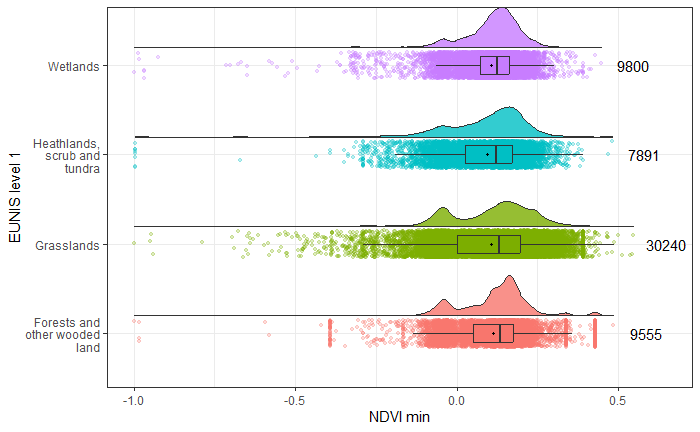 EUNIS level 1
Wetlands
9800
Heathlands,
scrub and
tundra
7891
Grasslands
30240
Forests and
other wooded
land
9555
-1.0
-0.5
0.0
0.5
NDVI min